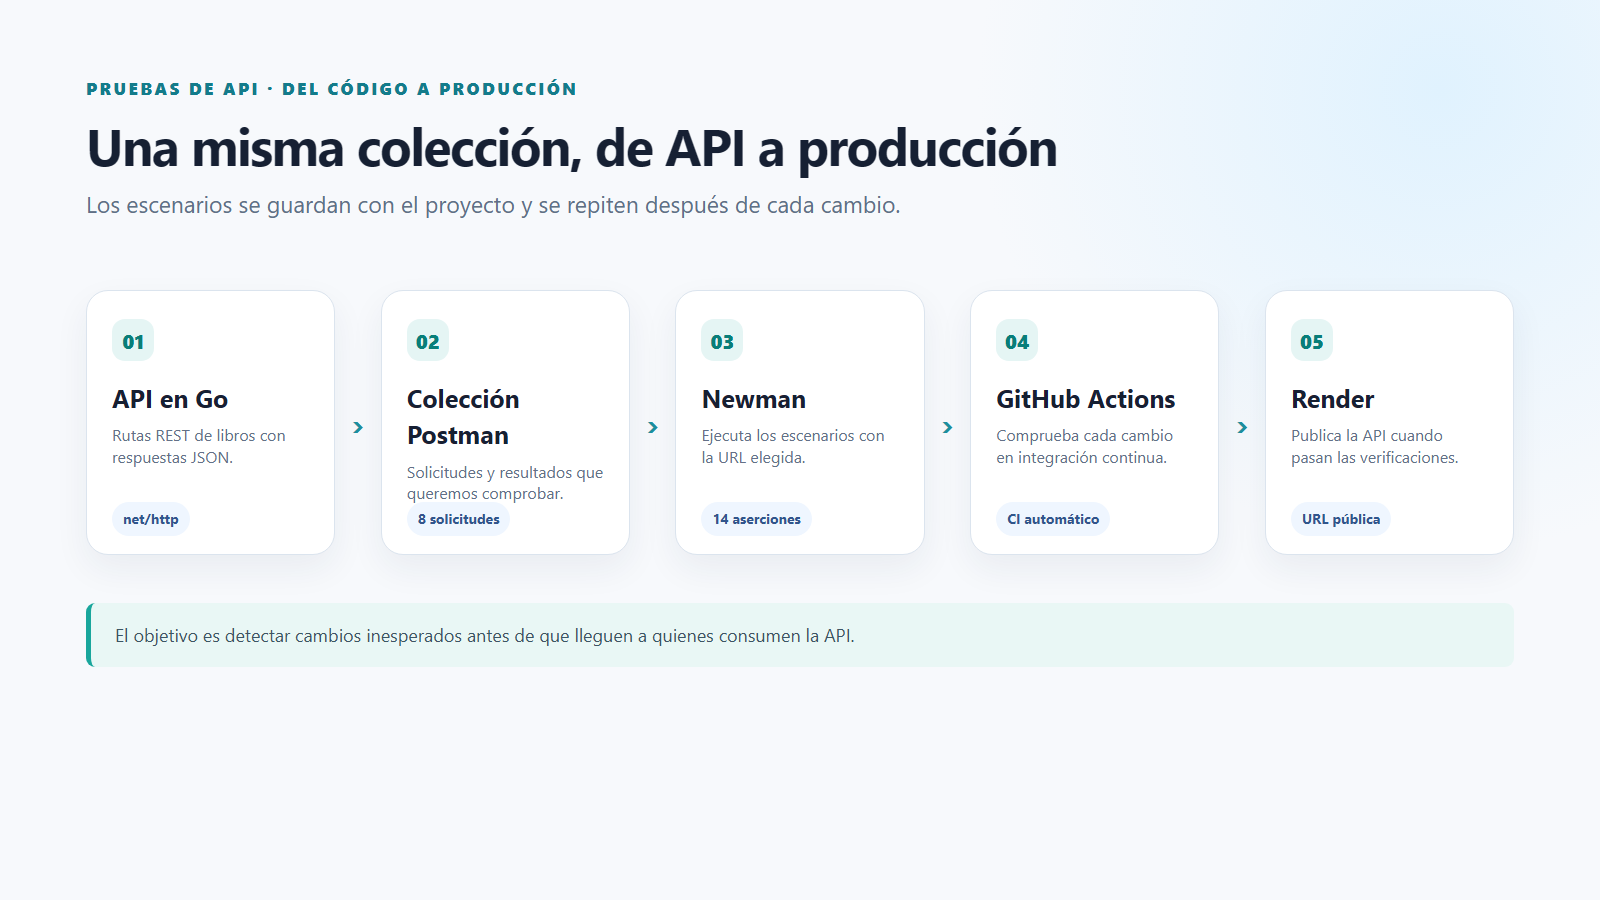 PRUEBAS DE API · DEL CÓDIGO A PRODUCCIÓN
Una misma colección, de API a producción
Los escenarios se guardan con el proyecto y se repiten después de cada cambio.
01
API en Go
Rutas REST de libros con
respuestas JSON.
net/http
›
02
Colección
Postman
Solicitudes y resultados que
queremos comprobar.
8 solicitudes
›
03
Newman
Ejecuta los escenarios con
la URL elegida.
14 aserciones
›
04
GitHub Actions
Comprueba cada cambio
en integración continua.
CI automático
›
05
Render
Publica la API cuando
pasan las verificaciones.
URL pública
El objetivo es detectar cambios inesperados antes de que lleguen a quienes consumen la API.